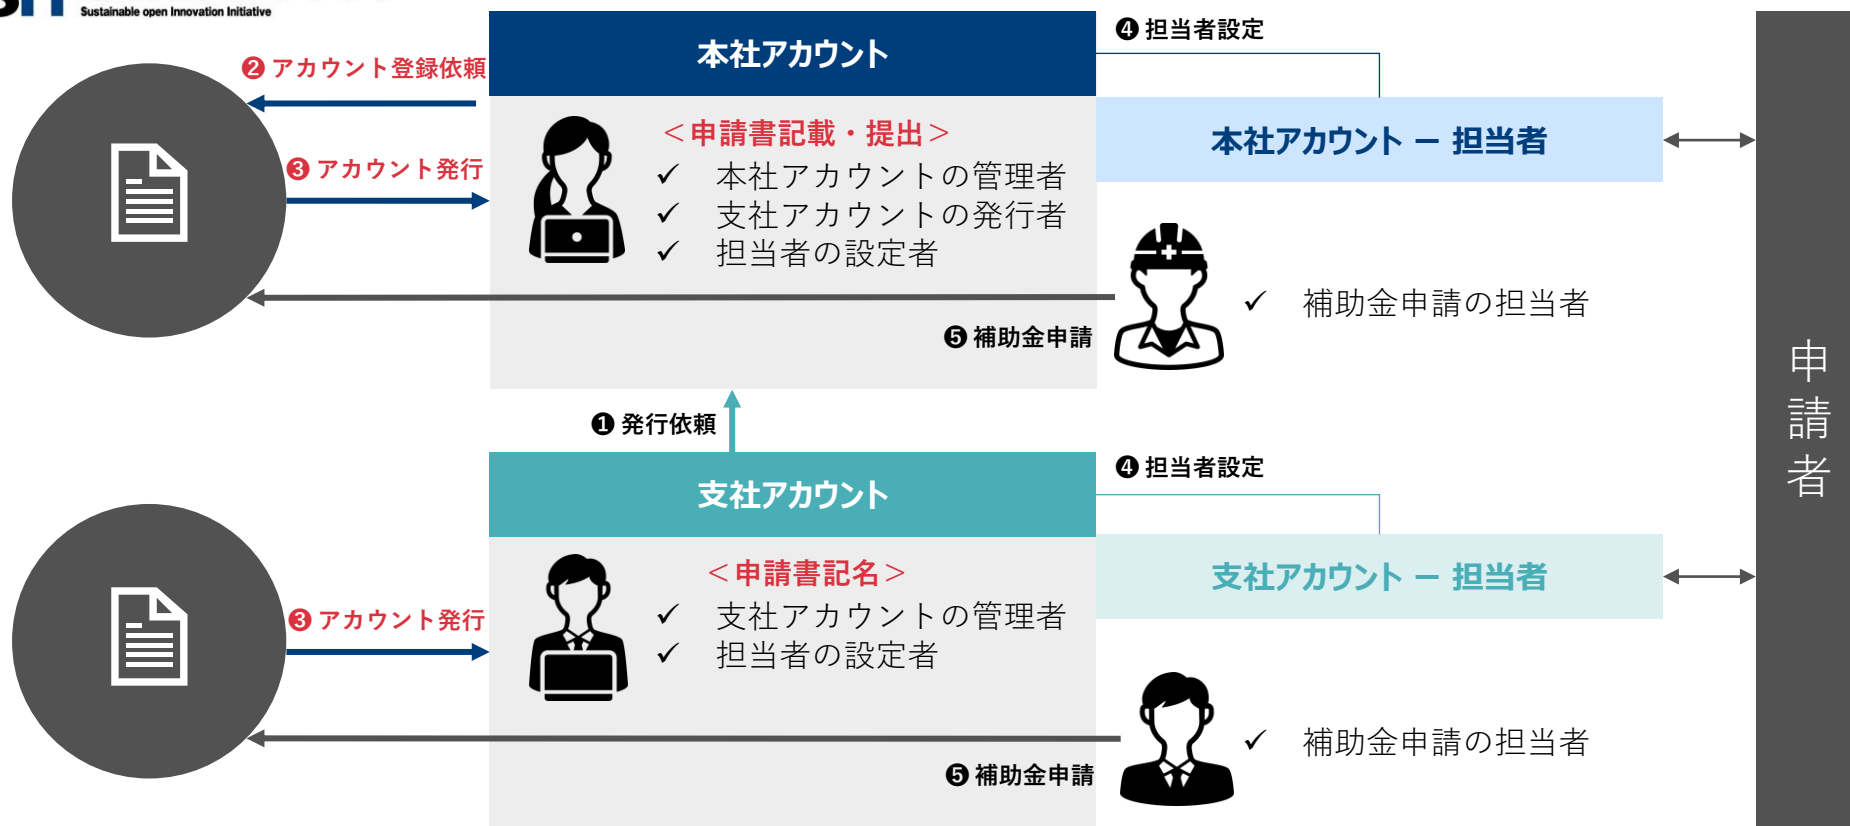 Sustainable open Innovation Initiative
本社アカウント
❹ 担当者設定
❷ アカウント登録依頼
＜申請書記載・提出＞
本社アカウント － 担当者
❸ アカウント発行
✓ 本社アカウントの管理者
✓ 支社アカウントの発行者
✓ 担当者の設定者
✓ 補助金申請の担当者
❺ 補助金申請
申請者
❶ 発行依頼
支社アカウント
❹ 担当者設定
＜申請書記名＞
支社アカウント － 担当者
❸ アカウント発行
✓ 支社アカウントの管理者
✓ 担当者の設定者
✓ 補助金申請の担当者
❺ 補助金申請